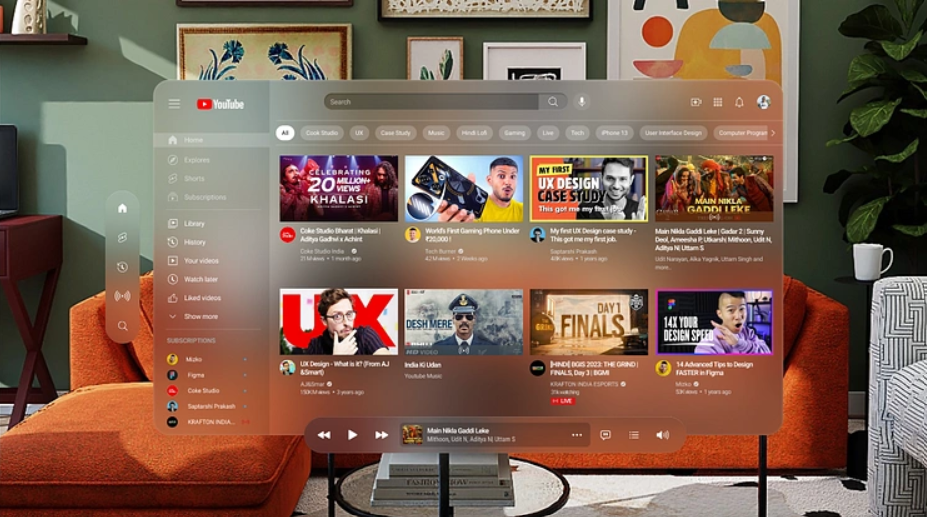 YouTube
Search
All
Cook Studio
UX
Case Study
Music
Hindi Lofi
Gaming
Live
Tech
iPhone 13
User Interface Design
Computer Program
Home
Explores
Shorts
Subscriptions
Library
History
Your videos
Watch later
Liked videos
Show more
SUBSCRIPTIONS
Mizko
Figma
Coke Studio
Saptarshi Prakash
KRAFTON INDIA...
CELEBRATING
20 MILLION+
VIEWS
KHALASI
Coke Studio Bharat | Khalasi |
Aditya Gadhvi x Achint
Coke Studio India
21 M views • 1 month ago
World's First Gaming Phone Under
₹20,000 !
Tech Burner
4.2 M views • 2 Weeks ago
MY FIRST
UX DESIGN
CASE STUDY
This got me my first job.
My first UX Design case study -
This got me my first job.
Saptarshi Prakash
views • 1 years ago
MAIN NIKLA
GADDI LEKE
Main Nikla Gaddi Leke | Gadar 2 | Sunny
Deol, Ameesha P, Utkarsh| Mithoon, Udit N,
Aditya N| Uttam S
Udit Narayan, Alka Yagnik, Uttam Singh and
more...
UX
UX Design - What is it? (From AJ
&Smart)
AJ&Smart
views • 3 years ago
DESH MERE
India Ki Udan
Youtube Music
DAY 1
FINALS
[HINDI] BGIS 2023: THE GRIND |
FINALS, Day 3 | BGMI
KRAFTON INDIA ESPORTS
31k watching
LIVE
14X YOUR
DESIGN SPEED
14 Advanced Tips to Design
FASTER in Figma
Mizko
views • 1 years ago
Main Nikla Gaddi Leke
Mithoon, Udit N, Aditya N| Uttam S